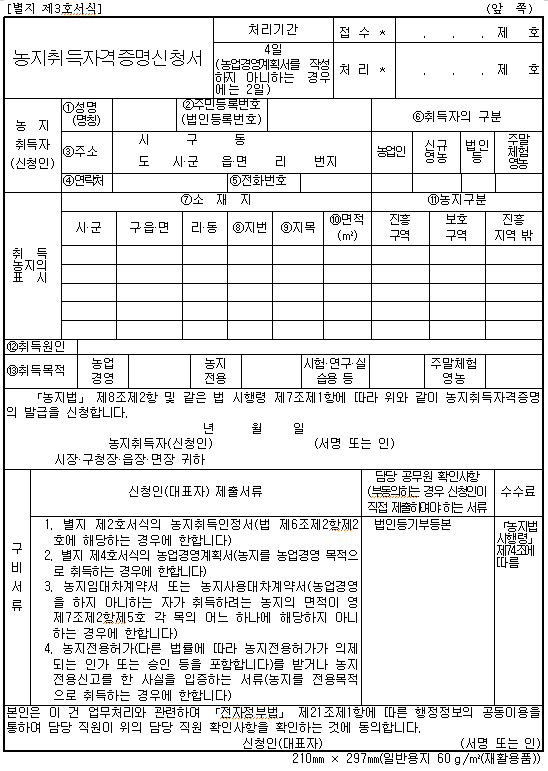 [별지 제3호서식]
(앞 쪽)
농지취득자격증명신청서
처리기간
접 수 *
. . . 제 호
4일
(농업경영계획서를 작성
하지 아니하는 경우
에는 2일)
처 리 *
. . . 제 호
농 지
취득자
(신청인)
①성명
(명칭)
②주민등록번호
(법인등록번호)
⑥취득자의 구분
③주소
시 구 동
도 시·군 읍·면 리 번지
농업인
신규
영농
법인
등
주말
체험
영농
④연락처
⑤전화번호
취 득
농지의
표 시
⑦소 재 지
⑪농지구분
시·군
구·읍·면
리·동
⑧지번
⑨지목
⑩면적
(㎡)
진흥
구역
보호
구역
진흥
지역 밖
⑫취득원인
⑬취득목적
농업
경영
농지
전용
시험·연구·실
습용 등
주말체험
영농
「농지법」 제8조제2항 및 같은 법 시행령 제7조제1항에 따라 위와 같이 농지취득자격증명
의 발급을 신청합니다.
년 월 일
농지취득자(신청인) (서명 또는 인)
시장·구청장·읍장·면장 귀하
구
비
서
류
신청인(대표자) 제출서류
담당 공무원 확인사항
(부동의하는 경우 신청인이
직접 제출하여야 하는 서류)
수수료
1. 별지 제2호서식의 농지취득인정서(법 제6조제2항제2
호에 해당하는 경우에 한합니다)
2. 별지 제4호서식의 농업경영계획서(농지를 농업경영 목적으
로 취득하는 경우에 한합니다)
3. 농지임대차계약서 또는 농지사용대차계약서(농업경영
을 하지 아니하는 자가 취득하려는 농지의 면적이 영
제7조제2항제5호 각 목의 어느 하나에 해당하지 아니
하는 경우에 한합니다)
4. 농지전용허가(다른 법률에 따라 농지전용허가가 의제
되는 인가 또는 승인 등을 포함합니다)를 받거나 농지
전용신고를 한 사실을 입증하는 서류(농지를 전용목적
으로 취득하는 경우에 한합니다)
법인등기부등본
「농지법
시행령」
제74조에
따름
본인은 이 건 업무처리와 관련하여 「전자정부법」 제21조제1항에 따른 행정정보의 공동이용을
통하여 담당 직원이 위의 담당 직원 확인사항을 확인하는 것에 동의합니다.
신청인(대표자) (서명 또는 인)
210㎜ × 297㎜(일반용지 60ｇ/㎡(재활용품))